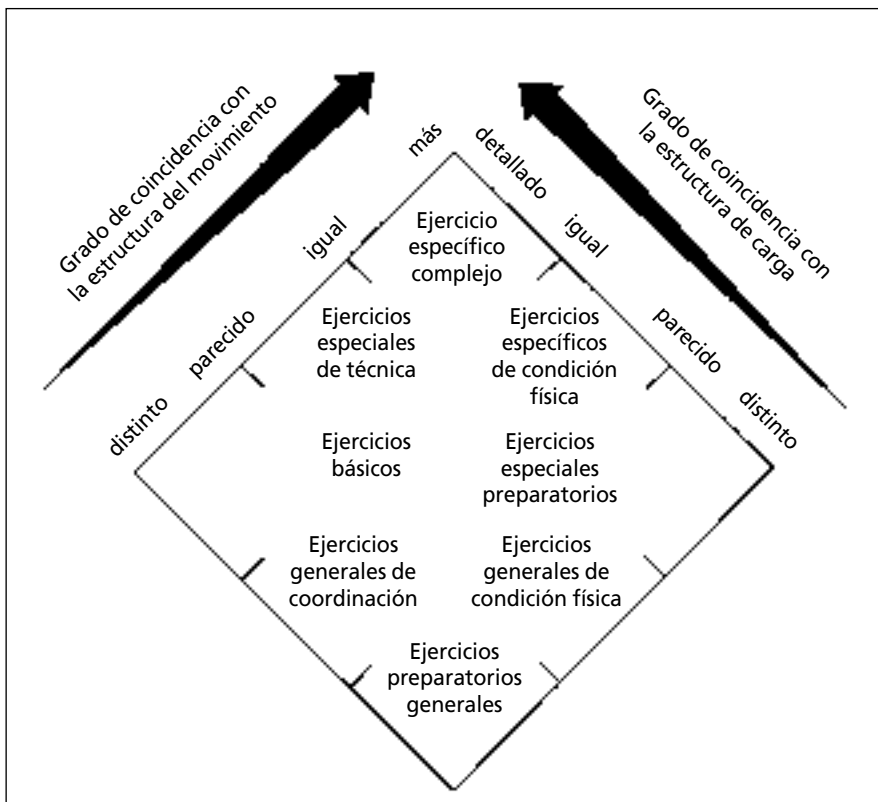 Grado de coincidencia con
la estructura del movimiento
Grado de coincidencia con
la estructura de carga
más
detallado
igual
igual
parecido
parecido
distinto
distinto
Ejercicio
específico
complejo
Ejercicios
especiales
de técnica
Ejercicios
específicos
de condición
física
Ejercicios
básicos
Ejercicios
especiales
preparatorios
Ejercicios
generales de
coordinación
Ejercicios
generales de
condición física
Ejercicios
preparatorios
generales